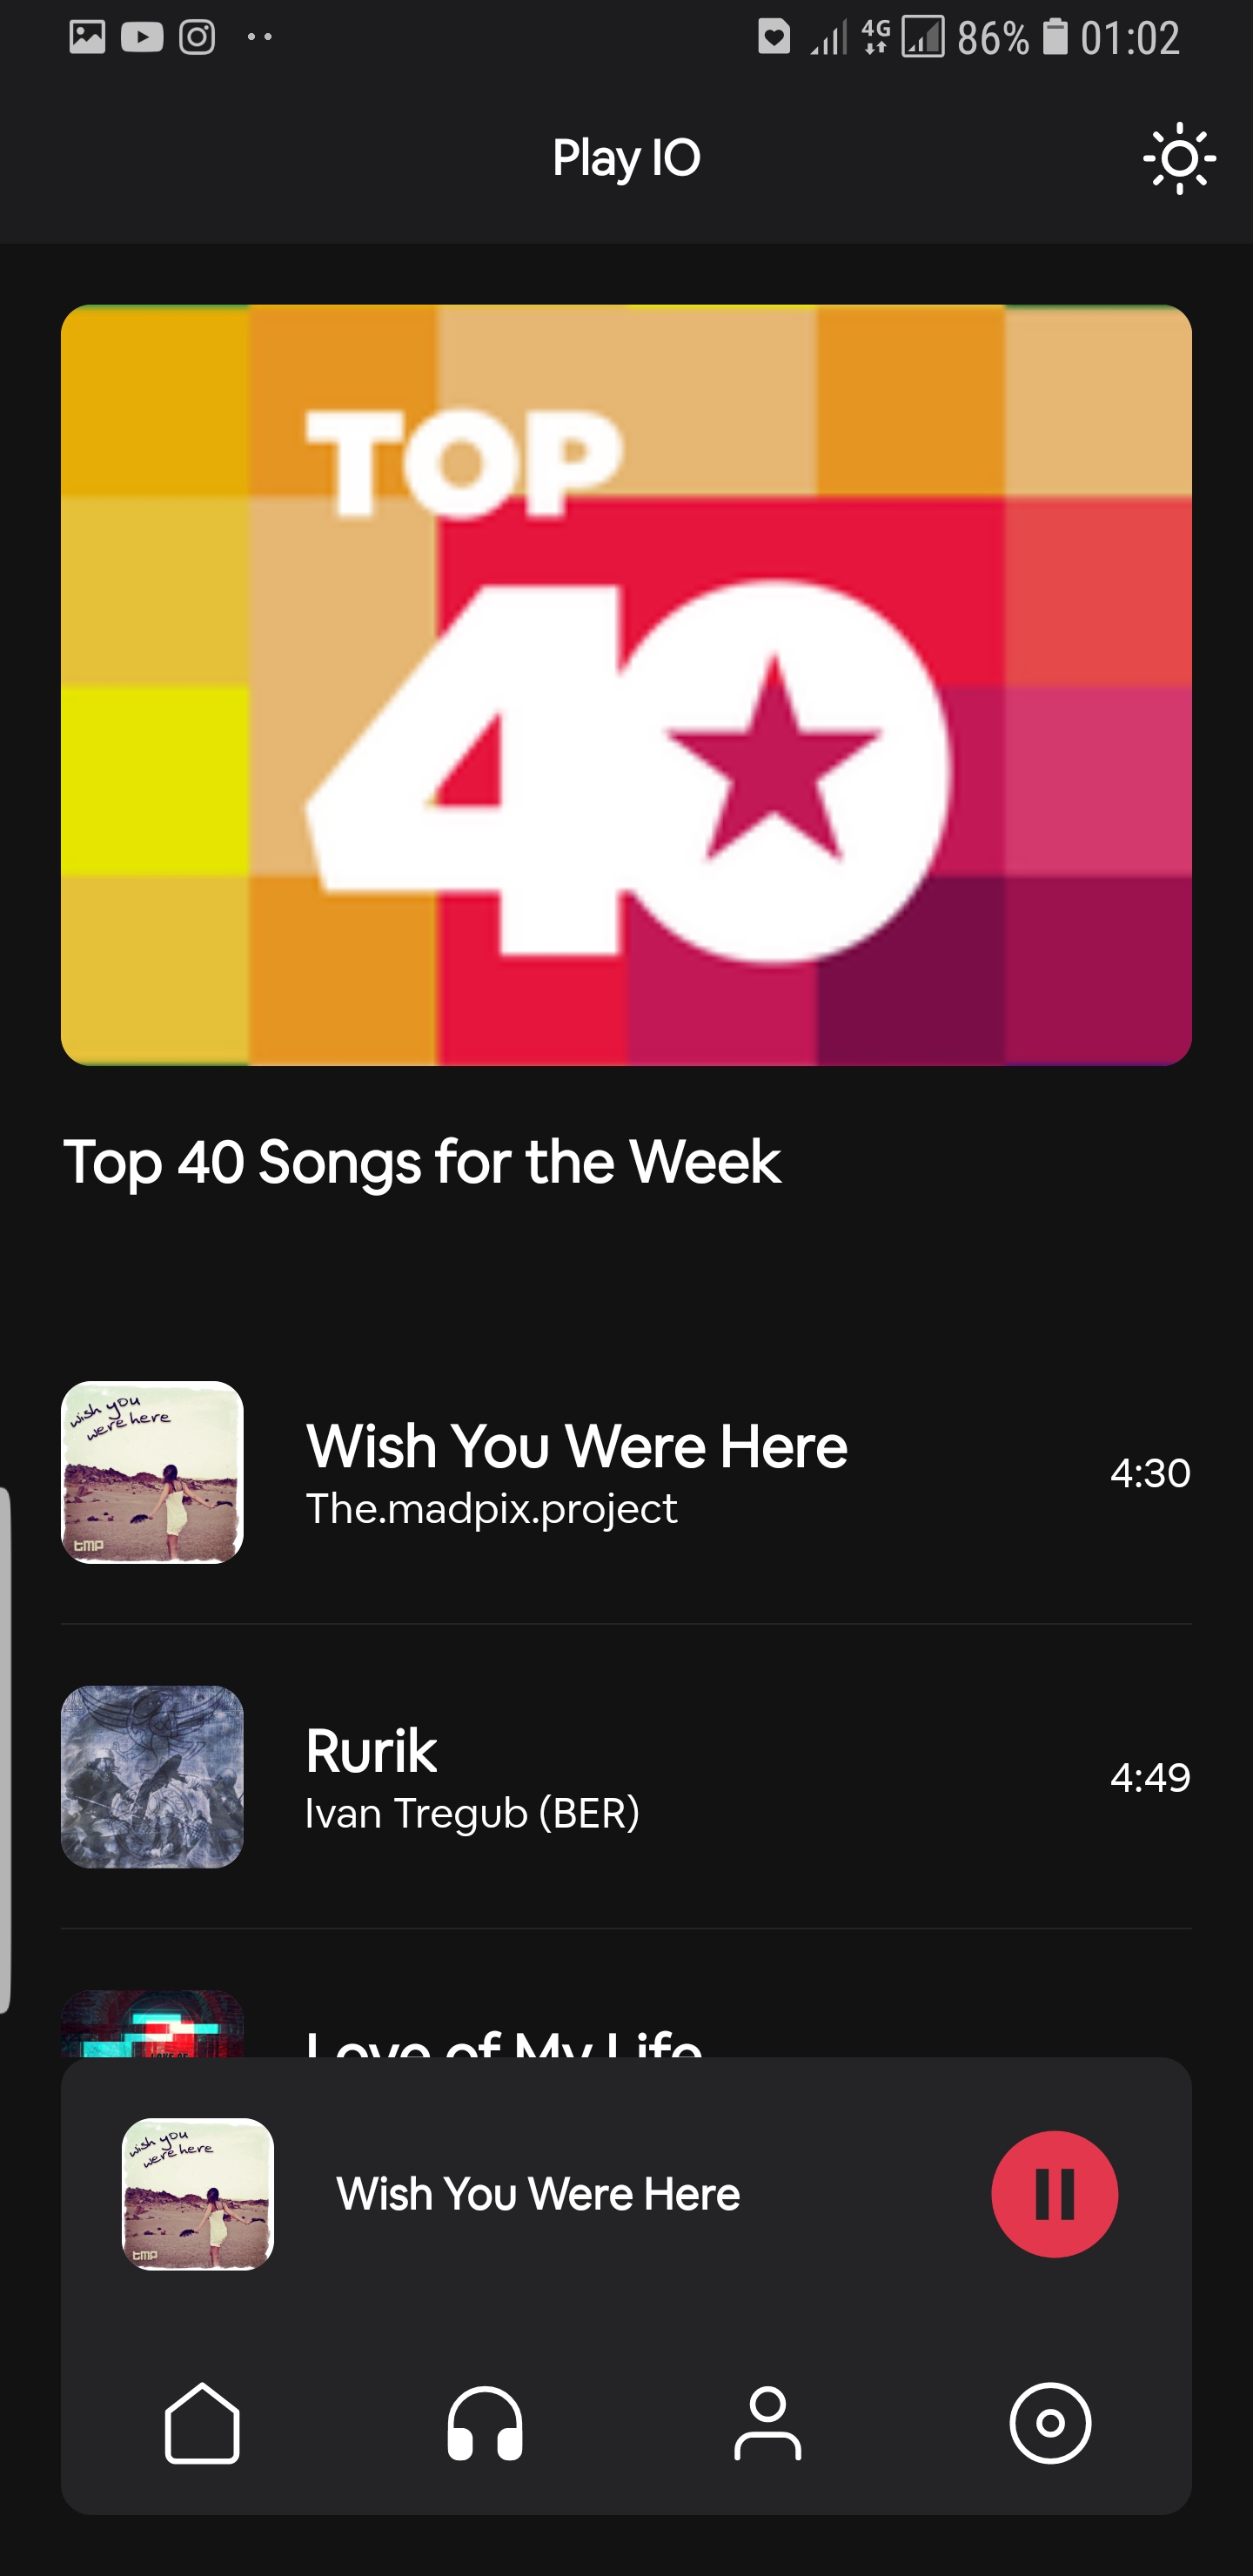 4G 86% 01:02
Play IO
TOP
40
Top 40 Songs for the Week
wish you
were here
tmp
Wish You Were Here
The.madpix.project
4:30
Rurik
Ivan Tregub (BER)
4:49
Love of My Life
wish you
were here
tmp
Wish You Were Here